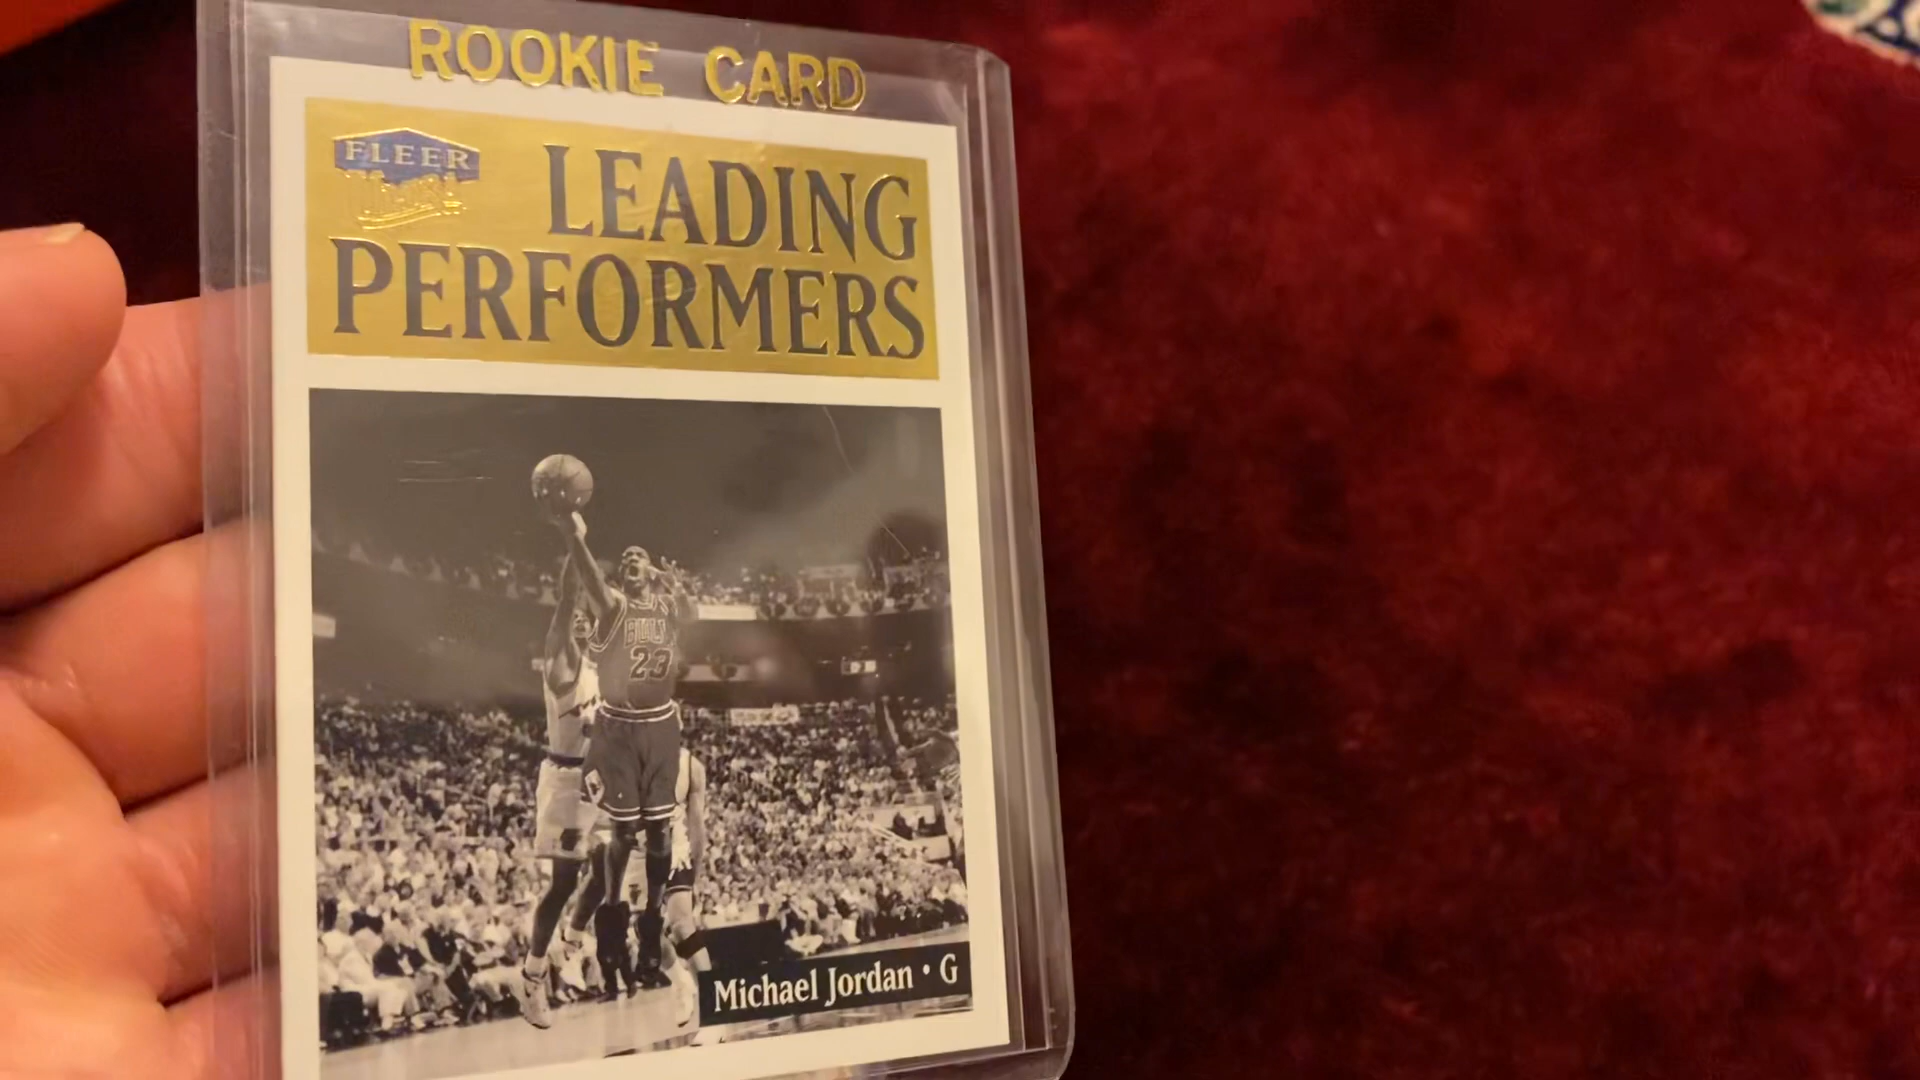 ROOKIE CARD
FLEER
LEADING
PERFORMERS
BULLS
23
Michael Jordan • G